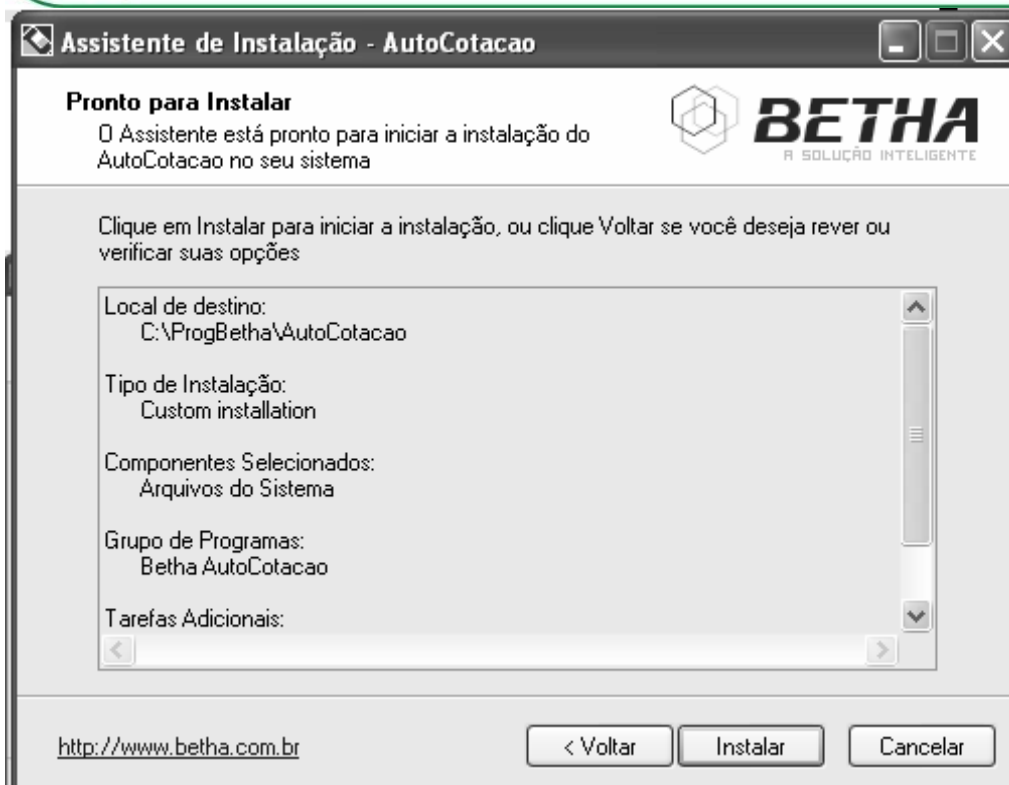 Assistente de Instalação - AutoCotacao
Pronto para Instalar
O Assistente está pronto para iniciar a instalação do
AutoCotacao no seu sistema
BETHA
A SOLUÇÃO INTELIGENTE
Clique em Instalar para iniciar a instalação, ou clique Voltar se você deseja rever ou
verificar suas opções
Local de destino:
C:\ProgBetha\AutoCotacao
Tipo de Instalação:
Custom installation
Componentes Selecionados:
Arquivos do Sistema
Grupo de Programas:
Betha AutoCotacao
Tarefas Adicionais:
http://www.betha.com.br
< Voltar
Instalar
Cancelar